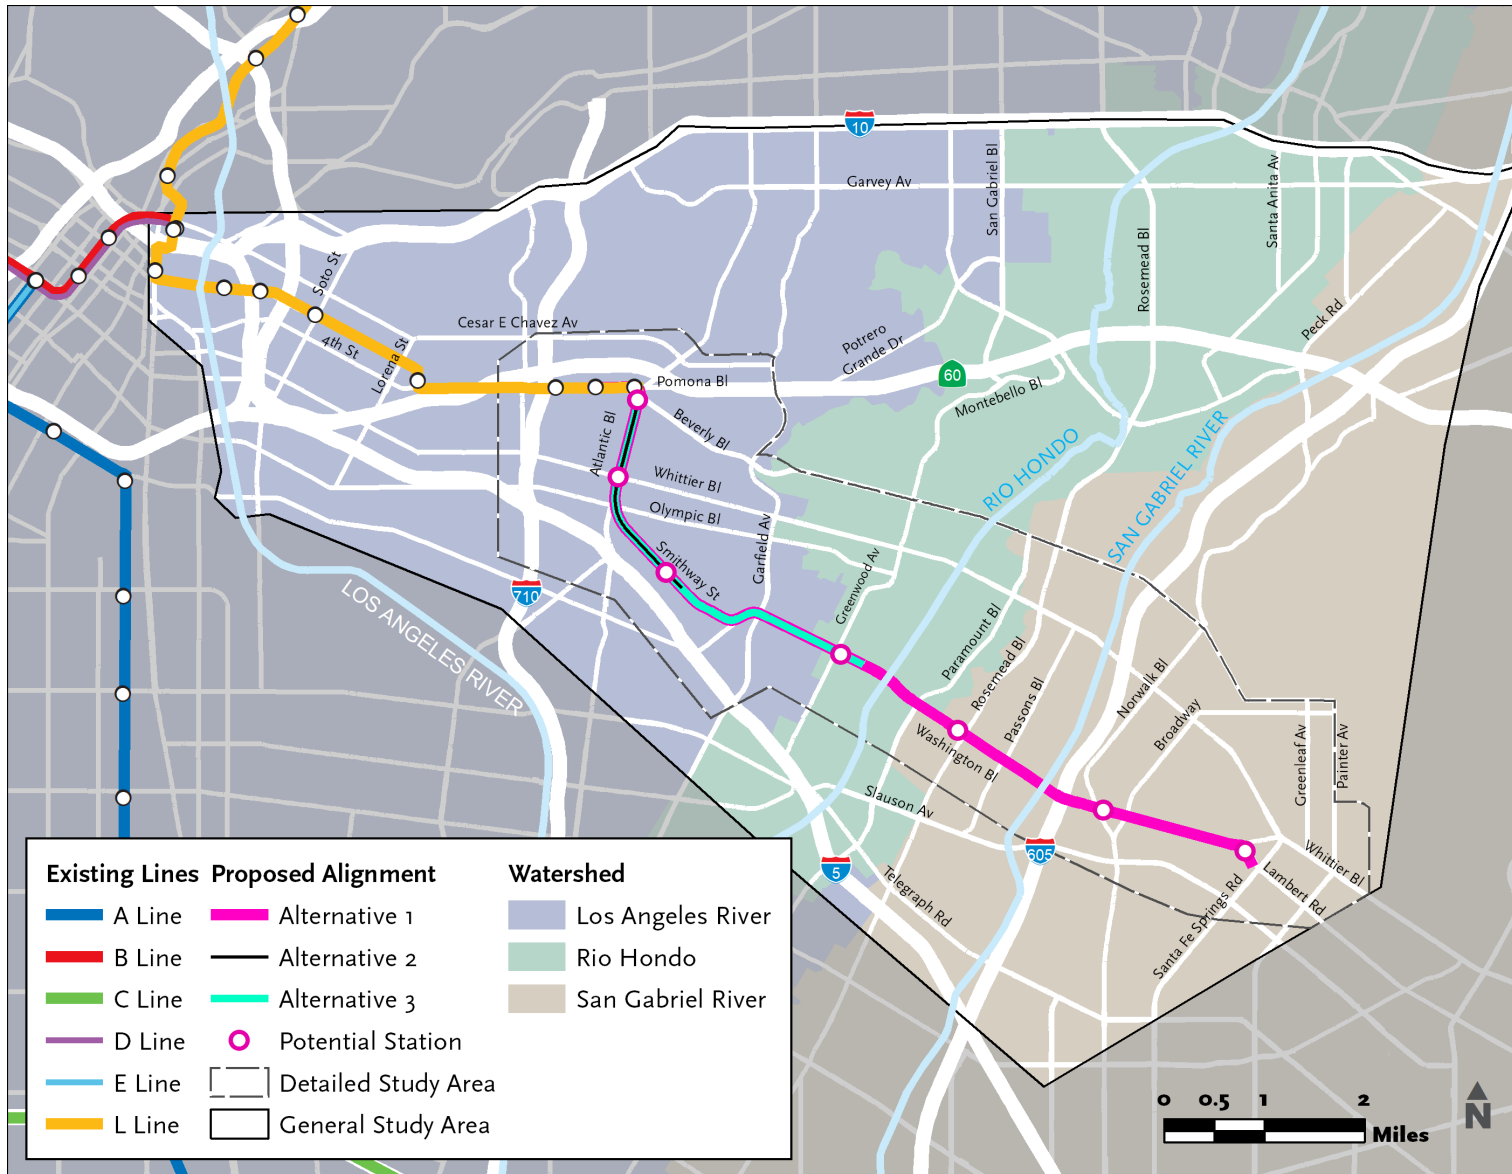 10
Garvey Av
San Gabriel Bl
Santa Anita Av
Rosemead Bl
Soto St
Cesar E Chavez Av
4th St
Lorena St
Potrero
Grande Dr
Peck Rd
60
Pomona Bl
Montebello Bl
Atlantic Bl
Beverly Bl
RIO HONDO
SAN GABRIEL RIVER
Whittier Bl
Olympic Bl
Garfield Av
Smithway St
Greenwood Av
710
LOS ANGELES RIVER
Paramount Bl
Rosemead Bl
Passons Bl
Norwalk Bl
Broadway
Washington Bl
Greenleaf Av
Painter Av
Slauson Av
605
5
Telegraph Rd
Whittier Bl
Lambert Rd
Santa Fe Springs Rd
Existing Lines
A Line
B Line
C Line
D Line
E Line
L Line
Proposed Alignment
Alternative 1
Alternative 2
Alternative 3
Potential Station
Detailed Study Area
General Study Area
Watershed
Los Angeles River
Rio Hondo
San Gabriel River
0 0.5 1 2
Miles
N